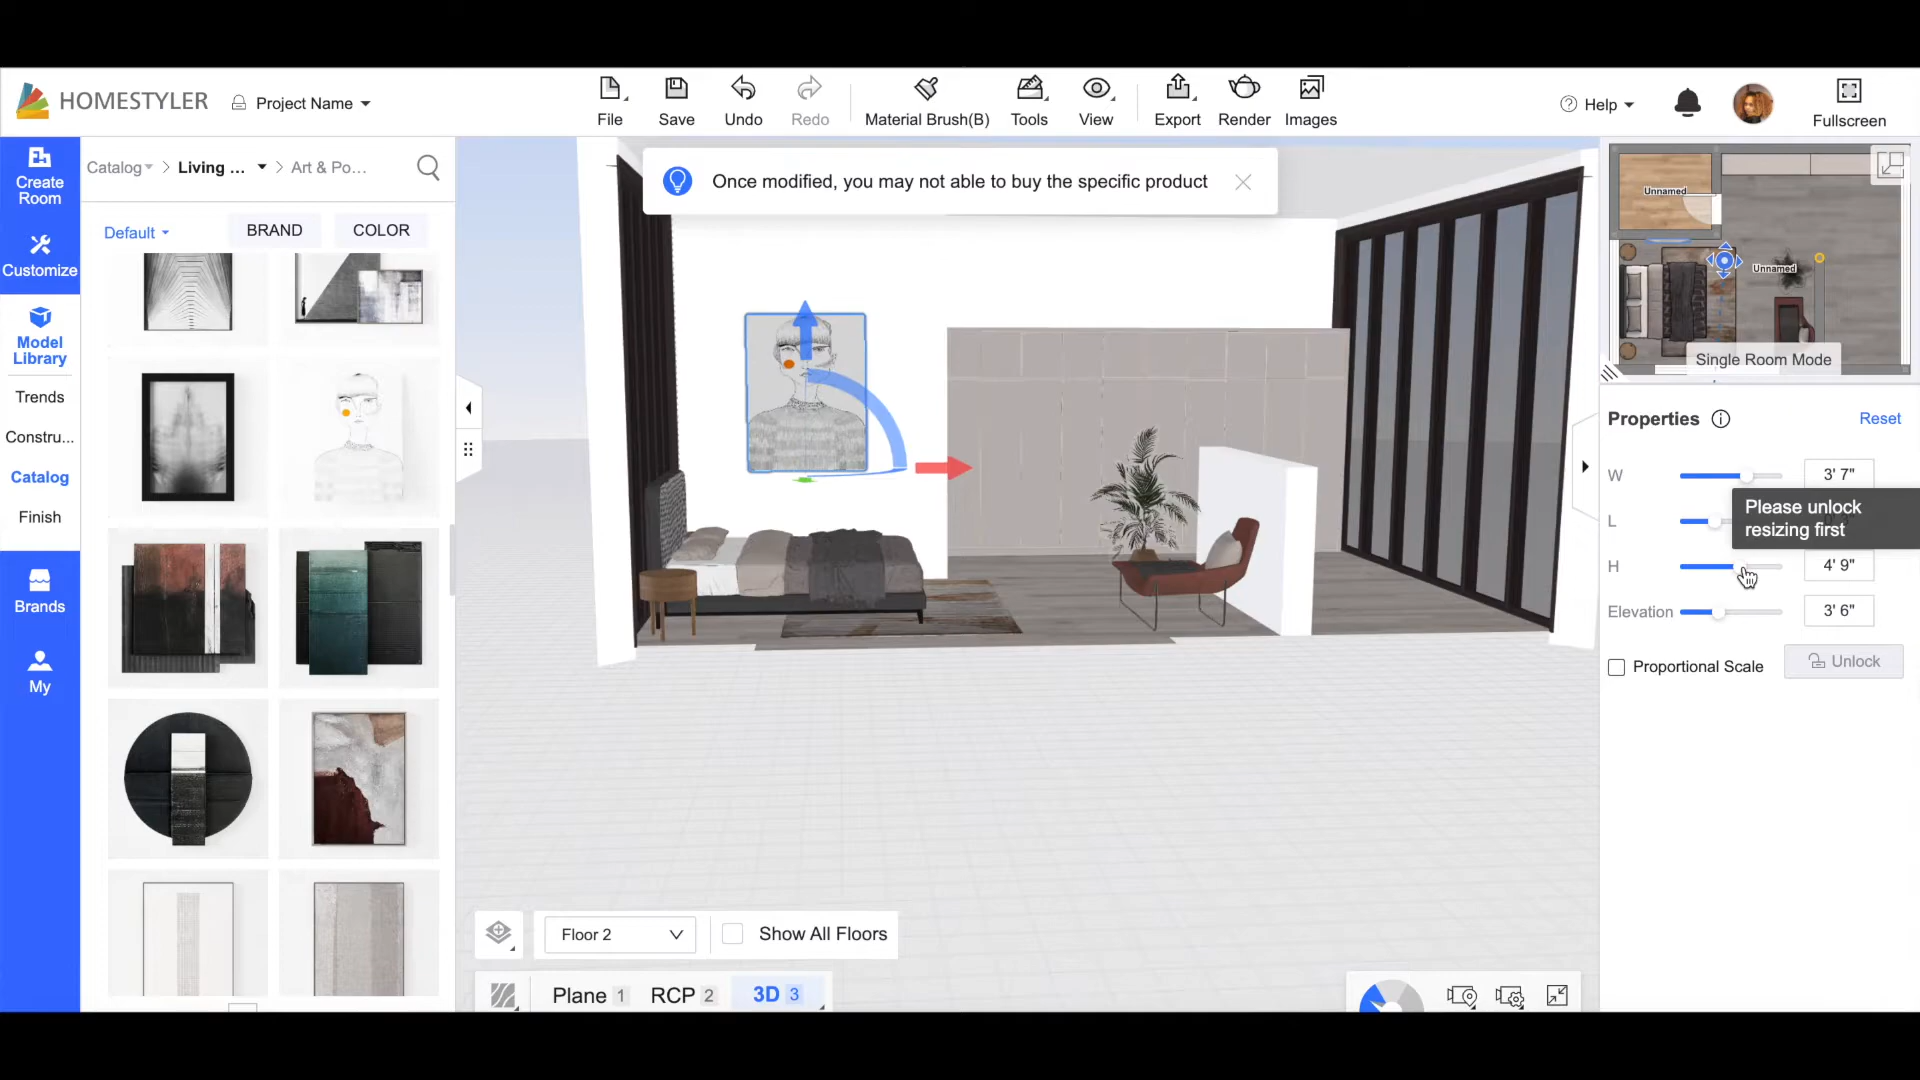 HOMESTYLER
Project Name
File
Save
Undo
Redo
Material Brush(B)
Tools
View
Export
Render
Images
Help
Fullscreen
Create
Room
Customize
Model
Library
Trends
Constru...
Catalog
Finish
Brands
My
Catalog
Living ...
Art & Po...
Default
BRAND
COLOR
Once modified, you may not able to buy the specific product
Unnamed
Unnamed
Single Room Mode
Properties
Reset
W
3' 7"
Please unlock
resizing first
L
H
4' 9"
Elevation
3' 6"
Proportional Scale
Unlock
Floor 2
Show All Floors
Plane 1
RCP 2
3D 3